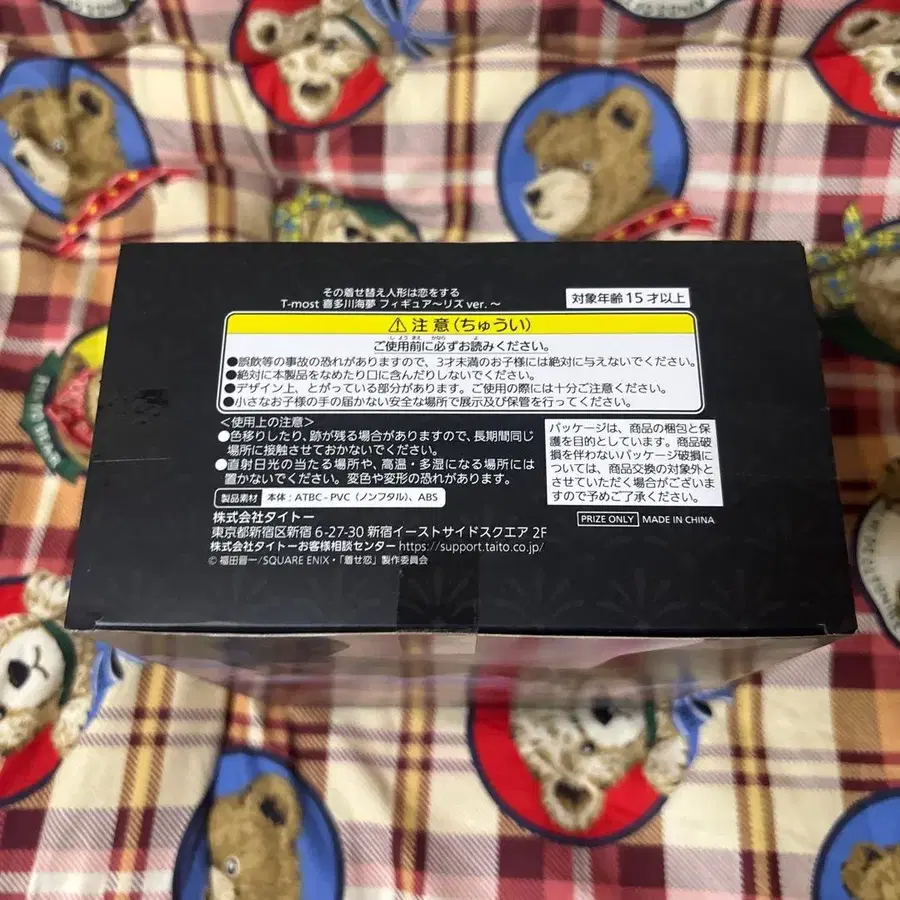 その着せ替え人形は恋をする
T-most 喜多川海夢 フィギュア～リズ ver. ～
対象年齢 15 才以上
⚠注 意 (ちゅうい)
ご使用前に必ずお読みください。
●誤飲等の事故の恐れがありますので、3才未満のお子様には絶対に与えないでください。
●絶対に本製品をなめたり口に含んだりしないでください。
●デザイン上、とがっている部分があります。ご使用の際には十分ご注意ください。
●小さなお子様の手の届かない安全な場所で展示及び保管を行ってください。
<使用上の注意>
●色移りしたり、跡が残る場合がありますので、長期間同じ
場所に接触させておかないでください。
●直射日光の当たる場所や、高温・多湿になる場所には
置かないでください。変色や変形の恐れがあります。
パッケージは、商品の梱包と保
護を目的としています。商品破
損を伴わないパッケージ破損に
ついては、商品交換の対象外と
させていただく場合がございま
すので予めご了承ください。
製品素材 本体:ATBC-PVC(ノンフタル)、ABS
PRIZE ONLY MADE IN CHINA
株式会社タイトー
東京都新宿区新宿 6-27-30 新宿イーストサイドスクエア 2F
株式会社タイトーお客様相談センター https://support.taito.co.jp/
© 福田晋一/SQUARE ENIX・「着せ恋」製作委員会